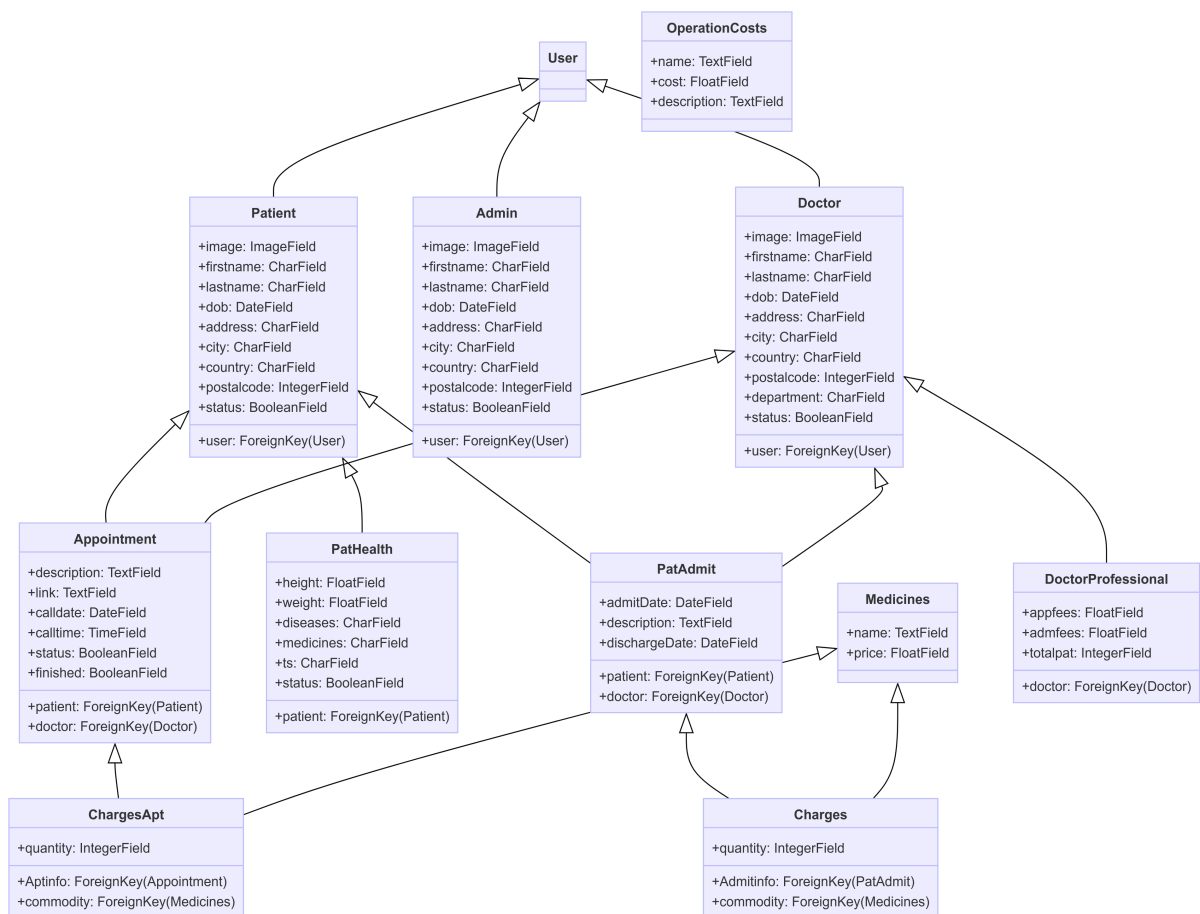 OperationCosts
+name: TextField
+cost: FloatField
+description: TextField
User
Patient
+image: ImageField
+firstname: CharField
+lastname: CharField
+dob: DateField
+address: CharField
+city: CharField
+country: CharField
+postalcode: IntegerField
+status: BooleanField
+user: ForeignKey(User)
Admin
+image: ImageField
+firstname: CharField
+lastname: CharField
+dob: DateField
+address: CharField
+city: CharField
+country: CharField
+postalcode: IntegerField
+status: BooleanField
+user: ForeignKey(User)
Doctor
+image: ImageField
+firstname: CharField
+lastname: CharField
+dob: DateField
+address: CharField
+city: CharField
+country: CharField
+postalcode: IntegerField
+department: CharField
+status: BooleanField
+user: ForeignKey(User)
Appointment
+description: TextField
+link: TextField
+calldate: DateField
+calltime: TimeField
+status: BooleanField
+finished: BooleanField
+patient: ForeignKey(Patient)
+doctor: ForeignKey(Doctor)
PatHealth
+height: FloatField
+weight: FloatField
+diseases: CharField
+medicines: CharField
+ts: CharField
+status: BooleanField
+patient: ForeignKey(Patient)
PatAdmit
+admitDate: DateField
+description: TextField
+dischargeDate: DateField
+patient: ForeignKey(Patient)
+doctor: ForeignKey(Doctor)
Medicines
+name: TextField
+price: FloatField
DoctorProfessional
+appfees: FloatField
+admfees: FloatField
+totalpat: IntegerField
+doctor: ForeignKey(Doctor)
ChargesApt
+quantity: IntegerField
+Aptinfo: ForeignKey(Appointment)
+commodity: ForeignKey(Medicines)
Charges
+quantity: IntegerField
+Admitinfo: ForeignKey(PatAdmit)
+commodity: ForeignKey(Medicines)